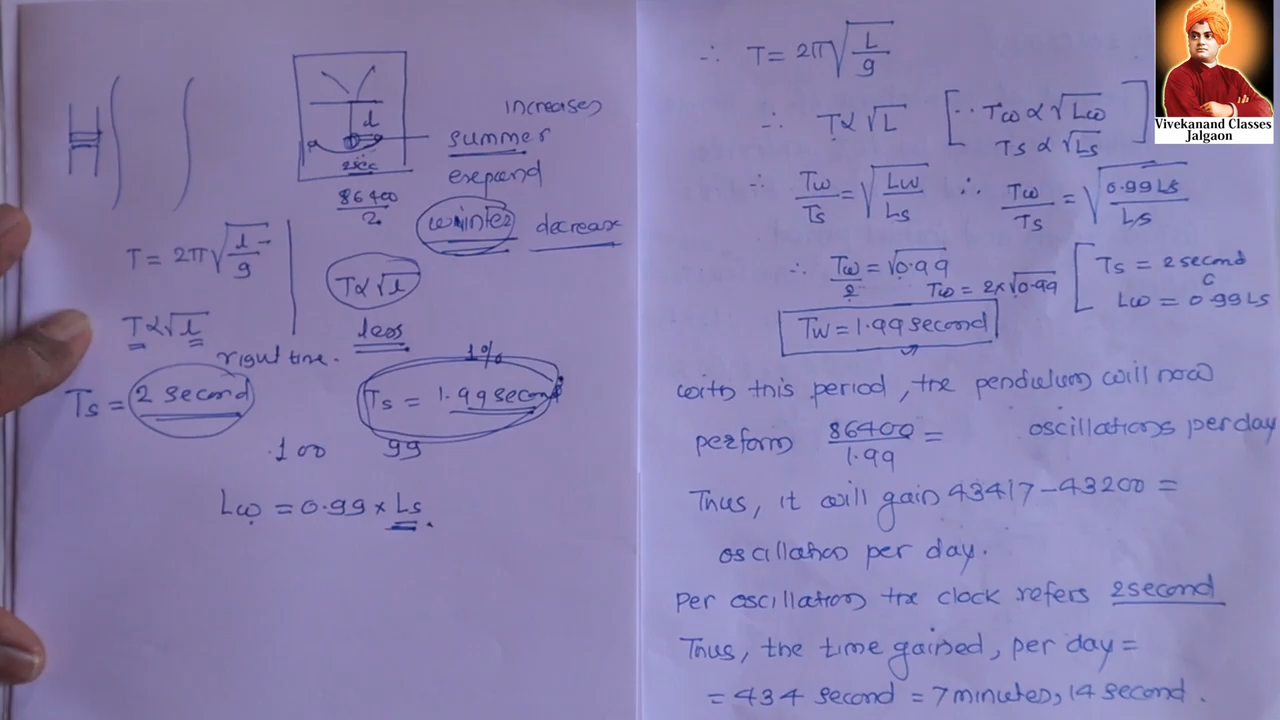 increases
l
summer
expand
2sec
86400
2
winter decrease
T = 2π√l/g
T∝√l
T∝√l
less
right time.
1%
Ts = 2 second
Ts = 1.99 second
100 99
Lw = 0.99 × Ls.
∴ T = 2π√L/g
∴ T∝√L [∵ Tw ∝ √Lw
Ts ∝ √Ls ]
∴ Tw/Ts = √Lw/Ls ∴ Tw/Ts = √0.99Ls/Ls
∴ Tw/2 = √0.99 Tw = 2×√0.99 [ Ts = 2 second
Lw = 0.99 Ls
Tw = 1.99 second
with this period, the pendulum will now
perform 86400/1.99 = oscillations per day
Thus, it will gain 43417-43200 =
oscillation per day.
Per oscillation the clock refers 2second
Thus, the time gained, per day =
= 434 second = 7 minutes, 14 second.
Vivekanand Classes
Jalgaon